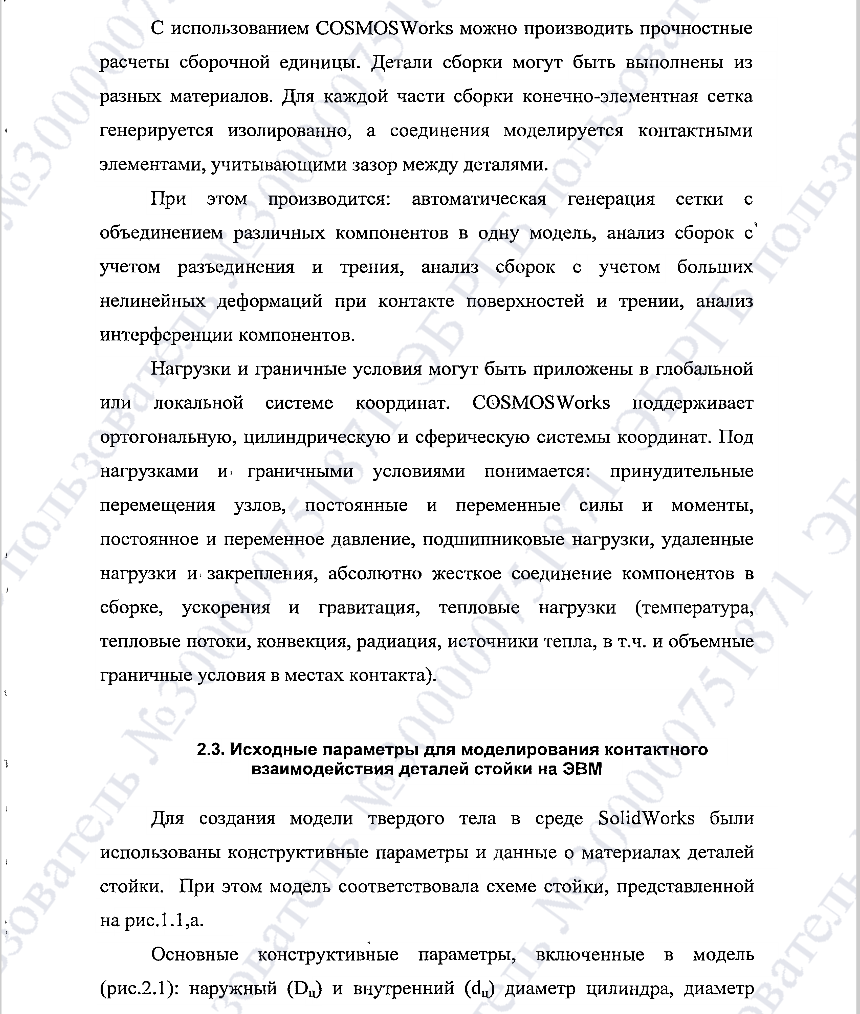 С использованием COSMOSWorks можно производить прочностные
расчеты сборочной единицы. Детали сборки могут быть выполнены из
разных материалов. Для каждой части сборки конечно-элементная сетка
генерируется изолированно, а соединения моделируется контактными
элементами, учитывающими зазор между деталями.
При этом производится: автоматическая генерация сетки с
объединением различных компонентов в одну модель, анализ сборок с
учетом разъединения и трения, анализ сборок с учетом больших
нелинейных деформаций при контакте поверхностей и трении, анализ
интерференции компонентов.
Нагрузки и граничные условия могут быть приложены в глобальной
или локальной системе координат. COSMOSWorks поддерживает
ортогональную, цилиндрическую и сферическую системы координат. Под
нагрузками и граничными условиями понимается: принудительные
перемещения узлов, постоянные и переменные силы и моменты,
постоянное и переменное давление, подшипниковые нагрузки, удаленные
нагрузки и закрепления, абсолютно жесткое соединение компонентов в
сборке, ускорения и гравитация, тепловые нагрузки (температура,
тепловые потоки, конвекция, радиация, источники тепла, в т.ч. и объемные
граничные условия в местах контакта).
2.3. Исходные параметры для моделирования контактного
взаимодействия деталей стойки на ЭВМ
Для создания модели твердого тела в среде SolidWorks были
использованы конструктивные параметры и данные о материалах деталей
стойки. При этом модель соответствовала схеме стойки, представленной
на рис.1.1,а.
Основные конструктивные параметры, включенные в модель
(рис.2.1): наружный (Dц) и внутренний (dц) диаметр цилиндра, диаметр
ЭБ РГБ пользователь №30000751871